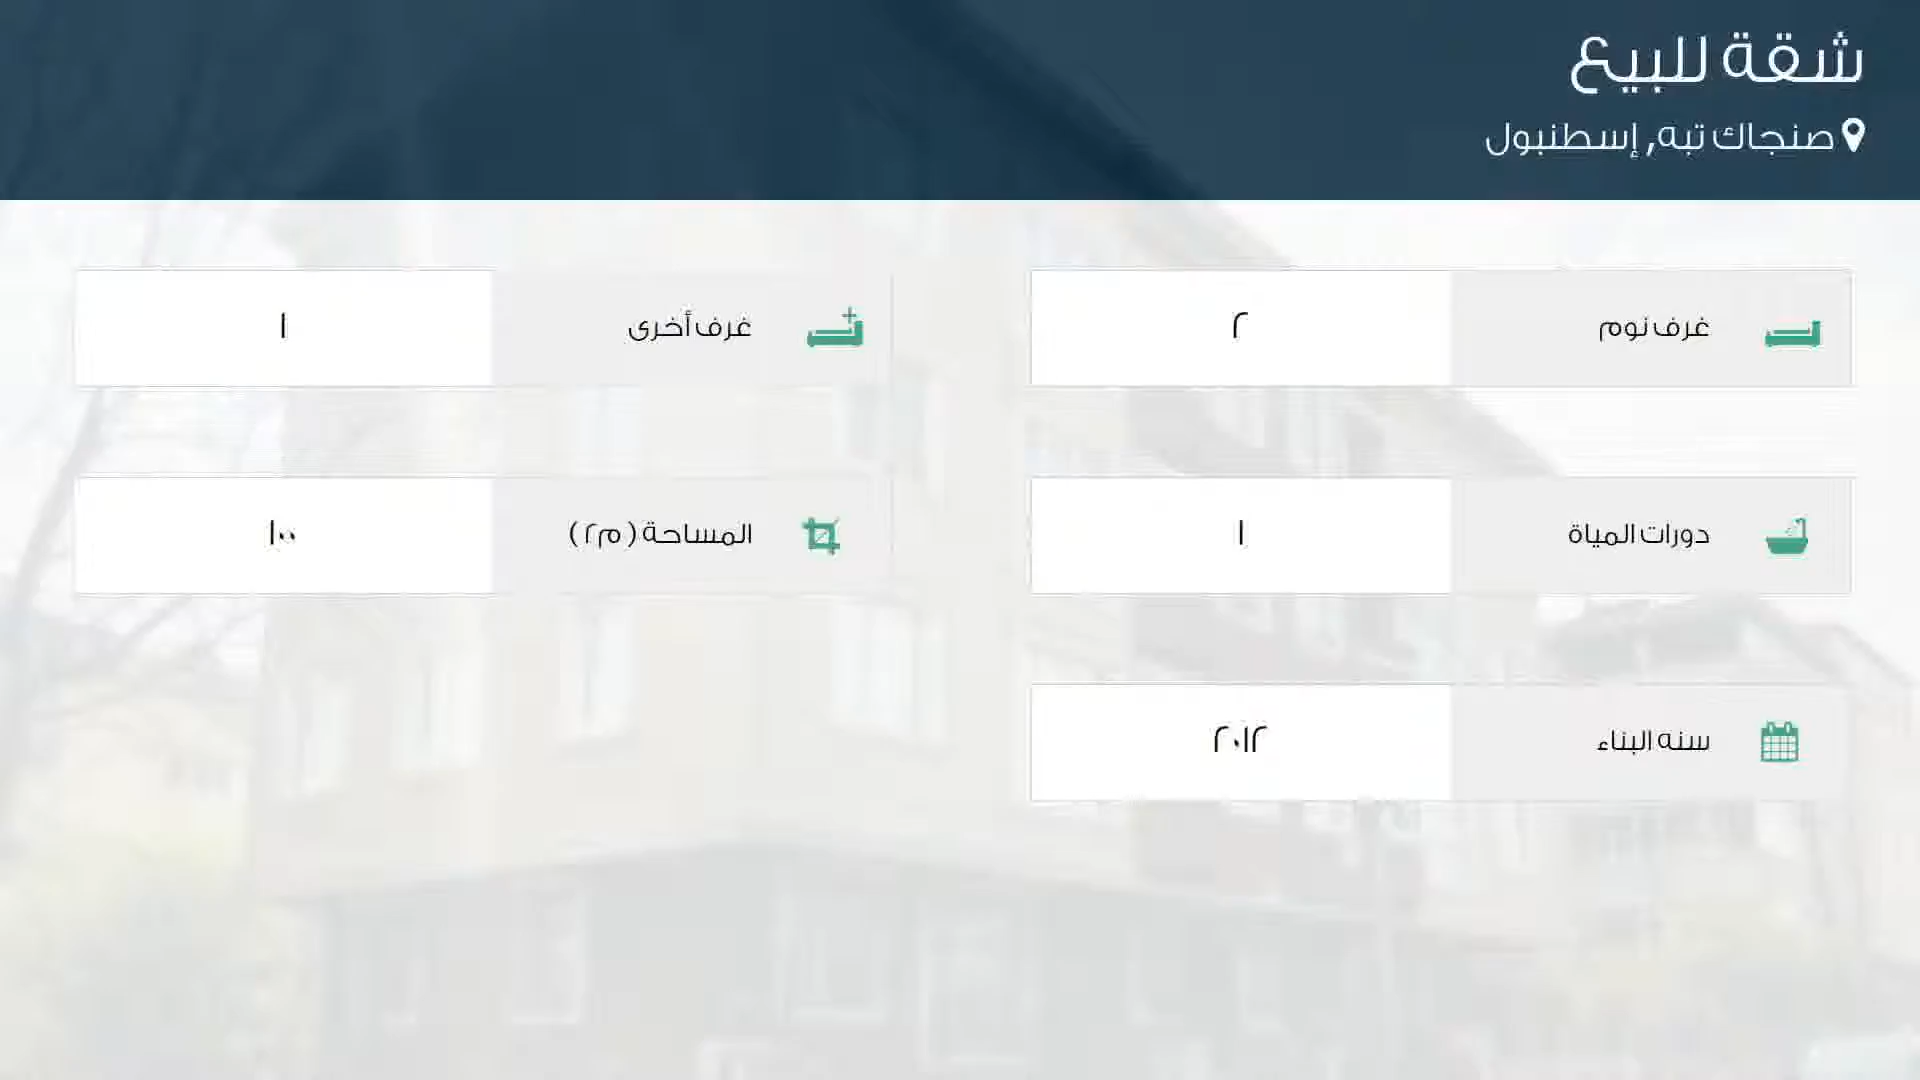 شقة للبيع
صنجاك تبه, إسطنبول
غرف نوم ٢
غرف أخرى ١
دورات المياة ١
المساحة (م٢) ١٠٠
سنه البناء ٢٠١٢